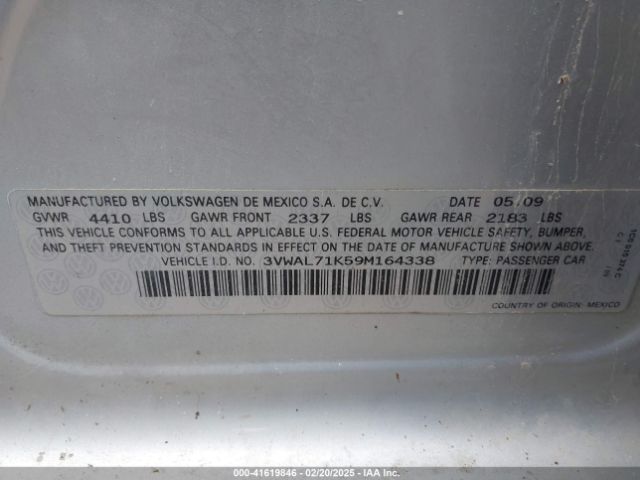 MANUFACTURED BY VOLKSWAGEN DE MEXICO S.A. DE C.V. DATE 05/09
GVWR 4410 LBS GAWR FRONT 2337 LBS GAWR REAR 2183 LBS
THIS VEHICLE CONFORMS TO ALL APPLICABLE U.S. FEDERAL MOTOR VEHICLE SAFETY, BUMPER,
AND THEFT PREVENTION STANDARDS IN EFFECT ON THE DATE OF MANUFACTURE SHOWN ABOVE.
VEHICLE I.D. NO. 3VWAL71K59M164338 TYPE: PASSENGER CAR
COUNTRY OF ORIGIN: MEXICO
000-41619846 - 02/20/2025 - IAA Inc.